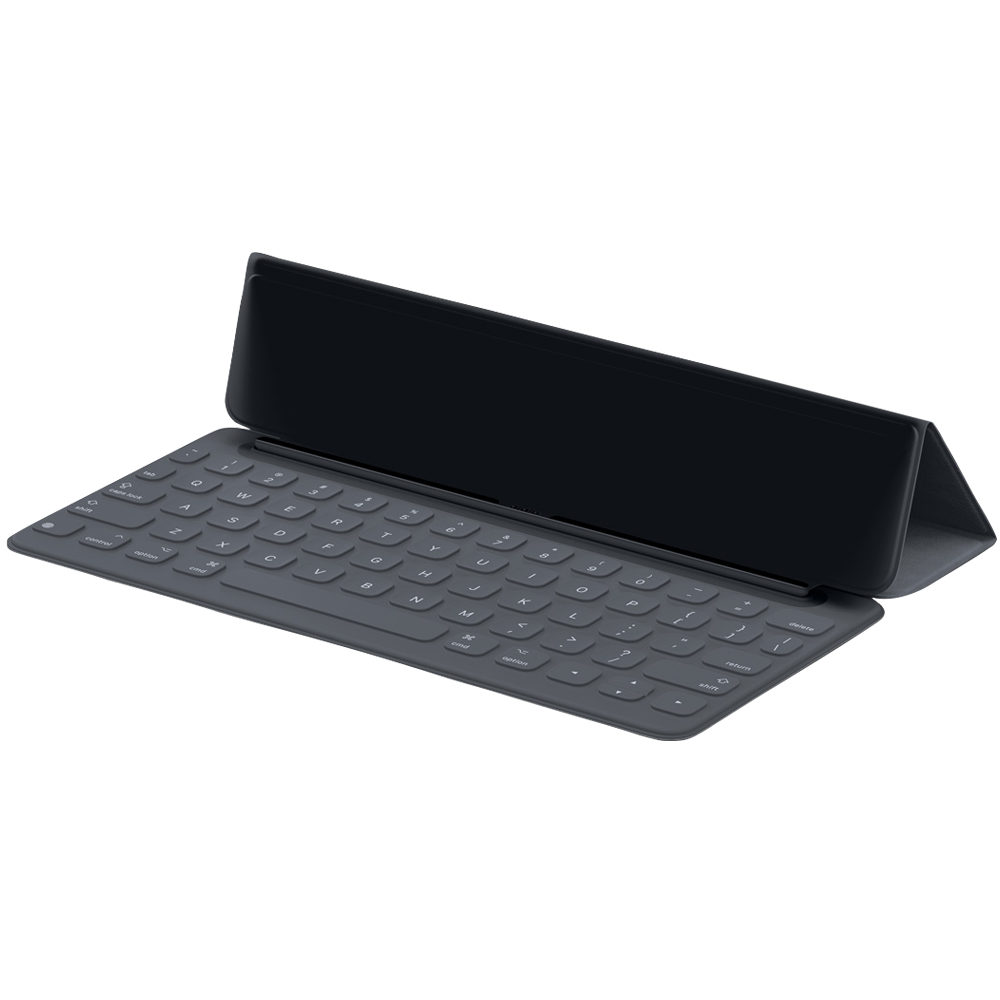 ~ ! @ # $ % ^ & * ( ) _ +
` 1 2 3 4 5 6 7 8 9 0 - = delete
tab Q W E R T Y U I O P { } |
[ ] \
caps lock A S D F G H J K L : " return
; '
shift Z X C V B N M < > ? shift
, . /
control option cmd cmd option